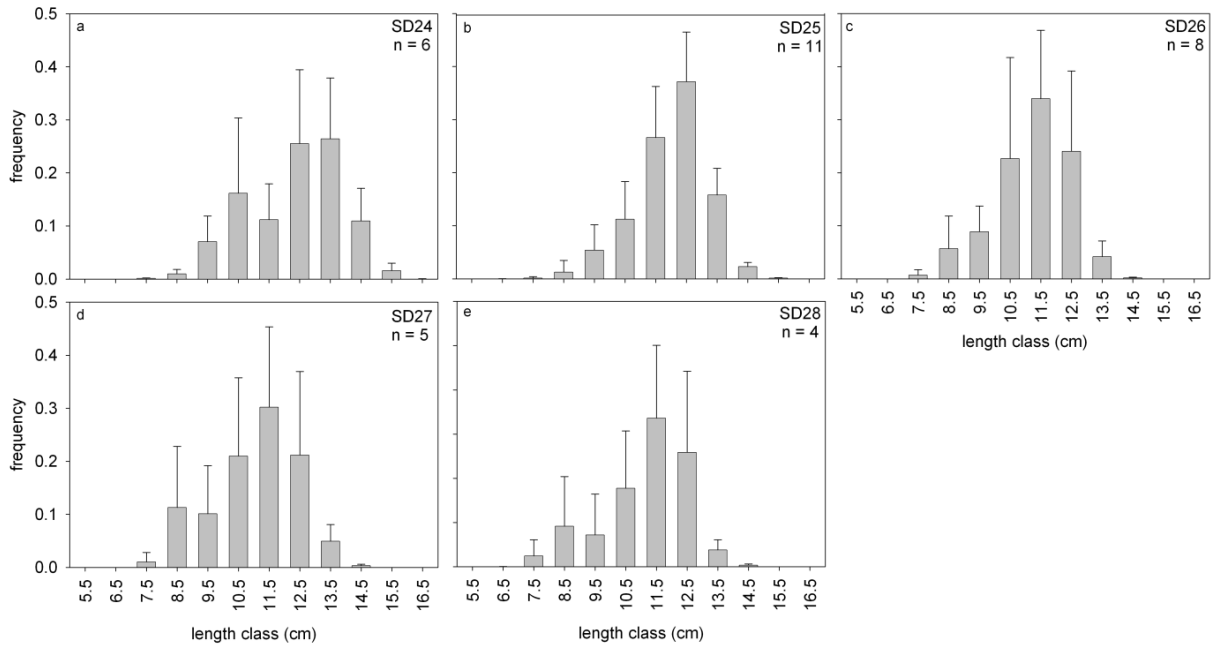 a
SD24
n = 6
b
SD25
n = 11
c
SD26
n = 8
0.5
0.4
0.3
0.2
0.1
0.0
frequency
5.5 6.5 7.5 8.5 9.5 10.5 11.5 12.5 13.5 14.5 15.5 16.5
length class (cm)
d
SD27
n = 5
e
SD28
n = 4
0.5
0.4
0.3
0.2
0.1
0.0
frequency
5.5 6.5 7.5 8.5 9.5 10.5 11.5 12.5 13.5 14.5 15.5 16.5
length class (cm)
5.5 6.5 7.5 8.5 9.5 10.5 11.5 12.5 13.5 14.5 15.5 16.5
length class (cm)